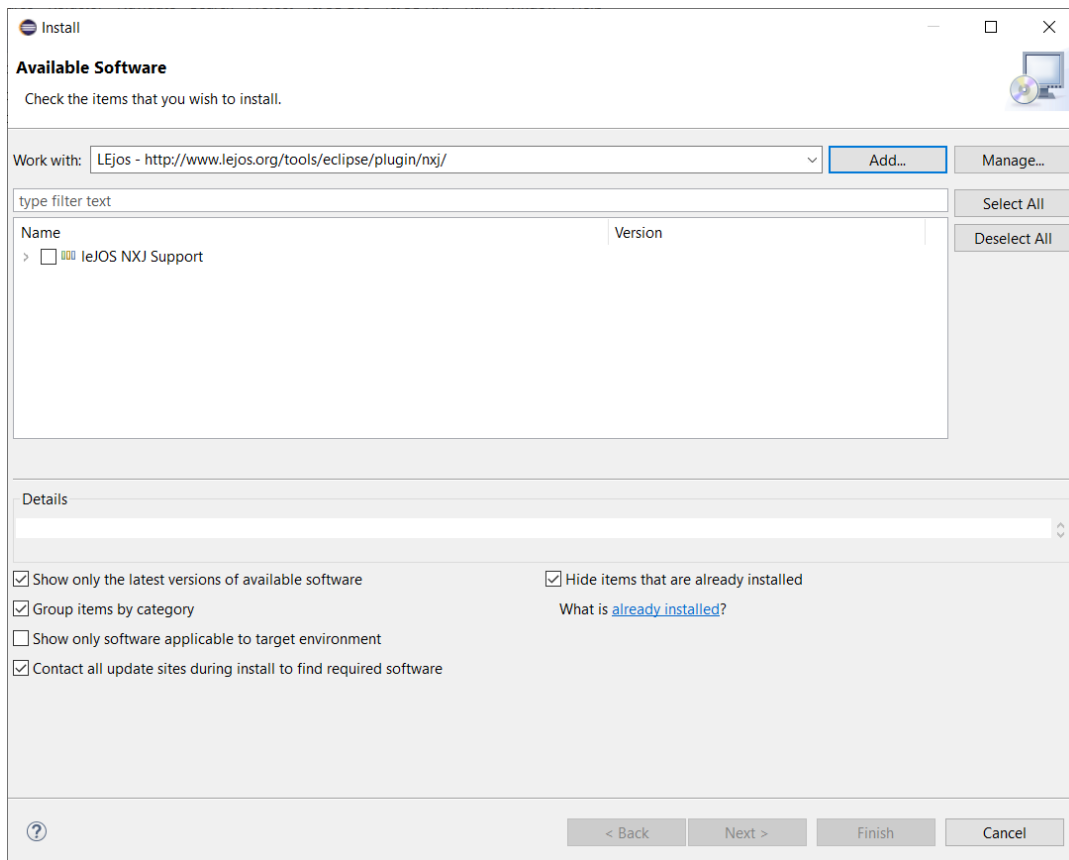 Install
Available Software
Check the items that you wish to install.
Work with: LEjos - http://www.lejos.org/tools/eclipse/plugin/nxj/ Add... Manage...
type filter text Select All
Name Version Deselect All
leJOS NXJ Support
Details
Show only the latest versions of available software Hide items that are already installed
Group items by category What is already installed?
Show only software applicable to target environment
Contact all update sites during install to find required software
? < Back Next > Finish Cancel